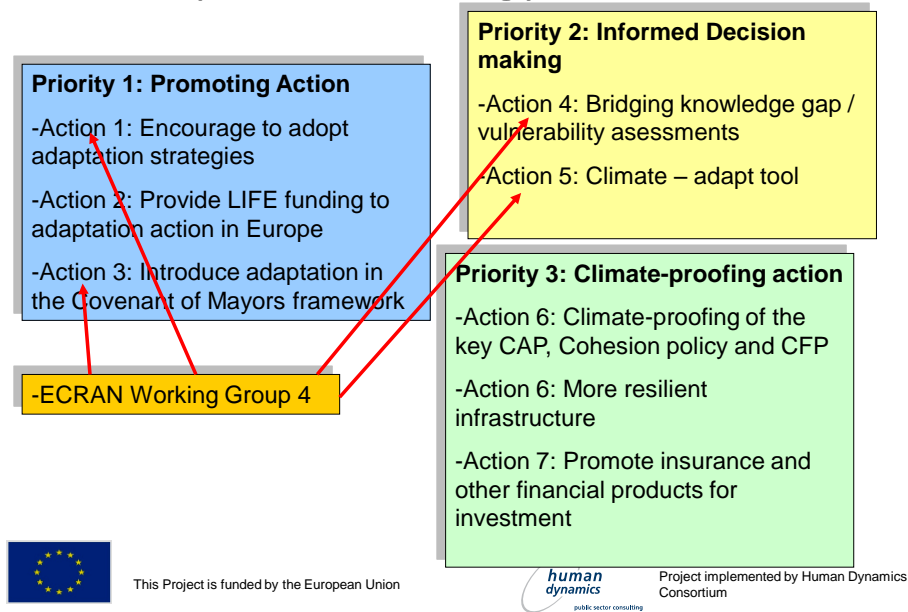 Priority 1: Promoting Action
-Action 1: Encourage to adopt
adaptation strategies
-Action 2: Provide LIFE funding to
adaptation action in Europe
-Action 3: Introduce adaptation in
the Covenant of Mayors framework
-ECRAN Working Group 4
Priority 2: Informed Decision
making
-Action 4: Bridging knowledge gap /
vulnerability asessments
-Action 5: Climate – adapt tool
Priority 3: Climate-proofing action
-Action 6: Climate-proofing of the
key CAP, Cohesion policy and CFP
-Action 6: More resilient
infrastructure
-Action 7: Promote insurance and
other financial products for
investment
This Project is funded by the European Union
human
dynamics
public sector consulting
Project implemented by Human Dynamics
Consortium